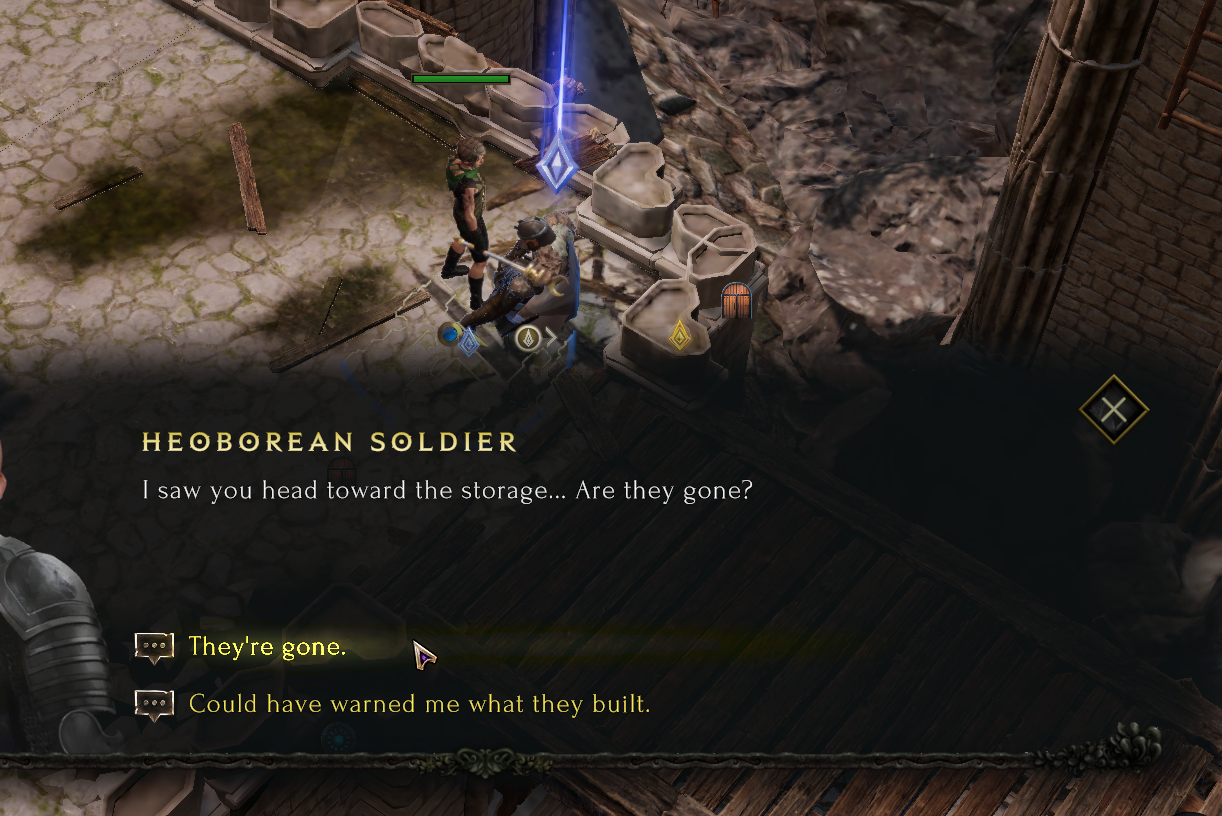 HEOBOREAN SOLDIER
I saw you head toward the storage... Are they gone?
They're gone.
Could have warned me what they built.